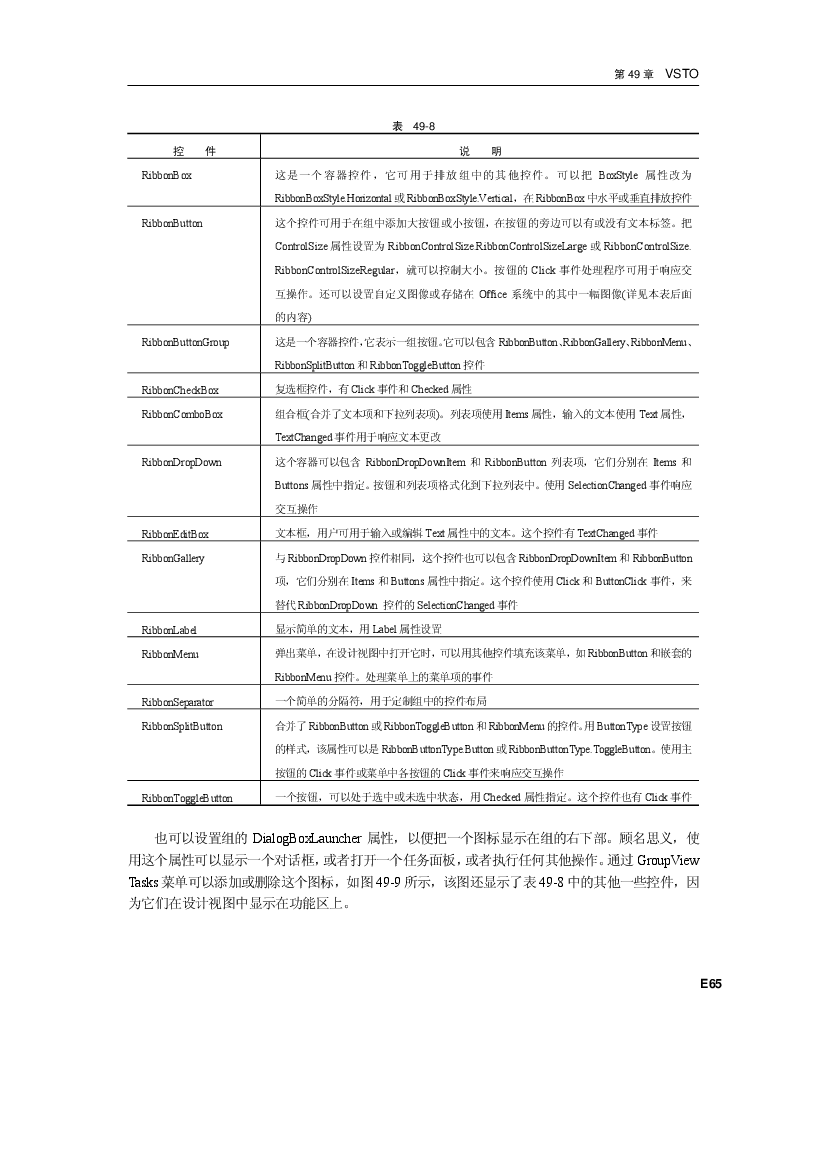 第 49 章 VSTO
表 49-8
控 件 说 明
RibbonBox 这是一个容器控件，它可用于排放组中的其他控件。可以把 BoxStyle 属性改为
RibbonBoxStyle.Horizontal 或 RibbonBoxStyle.Vertical，在 RibbonBox 中水平或垂直排放控件
RibbonButton 这个控件可用于在组中添加大按钮或小按钮，在按钮的旁边可以有或没有文本标签。把
ControlSize 属性设置为 RibbonControlSize.RibbonControlSizeLarge 或 RibbonControlSize.
RibbonControlSizeRegular，就可以控制大小。按钮的 Click 事件处理程序可用于响应交
互操作。还可以设置自定义图像或存储在 Office 系统中的其中一幅图像(详见本表后面
的内容)
RibbonButtonGroup 这是一个容器控件，它表示一组按钮。它可以包含 RibbonButton、RibbonGallery、RibbonMenu、
RibbonSplitButton 和 RibbonToggleButton 控件
RibbonCheckBox 复选框控件，有 Click 事件和 Checked 属性
RibbonComboBox 组合框(合并了文本项和下拉列表项)。列表项使用 Items 属性，输入的文本使用 Text 属性，
TextChanged 事件用于响应文本更改
RibbonDropDown 这个容器可以包含 RibbonDropDownItem 和 RibbonButton 列表项，它们分别在 Items 和
Buttons 属性中指定。按钮和列表项格式化到下拉列表中。使用 SelectionChanged 事件响应
交互操作
RibbonEditBox 文本框，用户可用于输入或编辑 Text 属性中的文本。这个控件有 TextChanged 事件
RibbonGallery 与 RibbonDropDown 控件相同，这个控件也可以包含 RibbonDropDownItem 和 RibbonButton
项，它们分别在 Items 和 Buttons 属性中指定。这个控件使用 Click 和 ButtonClick 事件，来
替代 RibbonDropDown 控件的 SelectionChanged 事件
RibbonLabel 显示简单的文本，用 Label 属性设置
RibbonMenu 弹出菜单，在设计视图中打开它时，可以用其他控件填充该菜单，如 RibbonButton 和嵌套的
RibbonMenu 控件。处理菜单上的菜单项的事件
RibbonSeparator 一个简单的分隔符，用于定制组中的控件布局
RibbonSplitButton 合并了 RibbonButton 或 RibbonToggleButton 和 RibbonMenu 的控件。用 ButtonType 设置按钮
的样式，该属性可以是 RibbonButtonType.Button 或 RibbonButtonType.ToggleButton。使用主
按钮的 Click 事件或菜单中各按钮的 Click 事件来响应交互操作
RibbonToggleButton 一个按钮，可以处于选中或未选中状态，用 Checked 属性指定。这个控件也有 Click 事件
也可以设置组的 DialogBoxLauncher 属性，以便把一个图标显示在组的右下部。顾名思义，使
用这个属性可以显示一个对话框，或者打开一个任务面板，或者执行任何其他操作。通过 GroupView
Tasks 菜单可以添加或删除这个图标，如图 49-9 所示，该图还显示了表 49-8 中的其他一些控件，因
为它们在设计视图中显示在功能区上。
E65